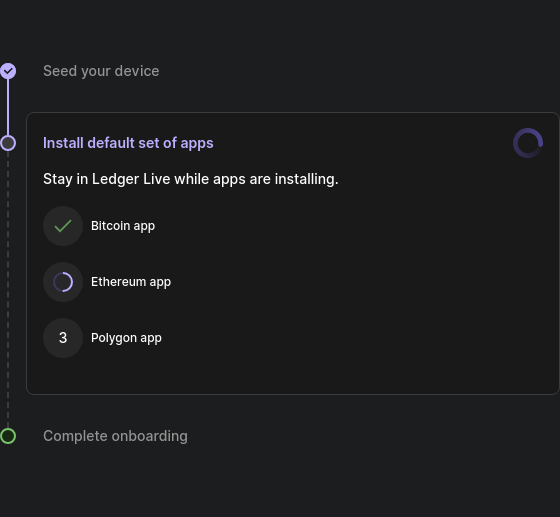 Seed your device
Install default set of apps
Stay in Ledger Live while apps are installing.
Bitcoin app
Ethereum app
3 Polygon app
Complete onboarding